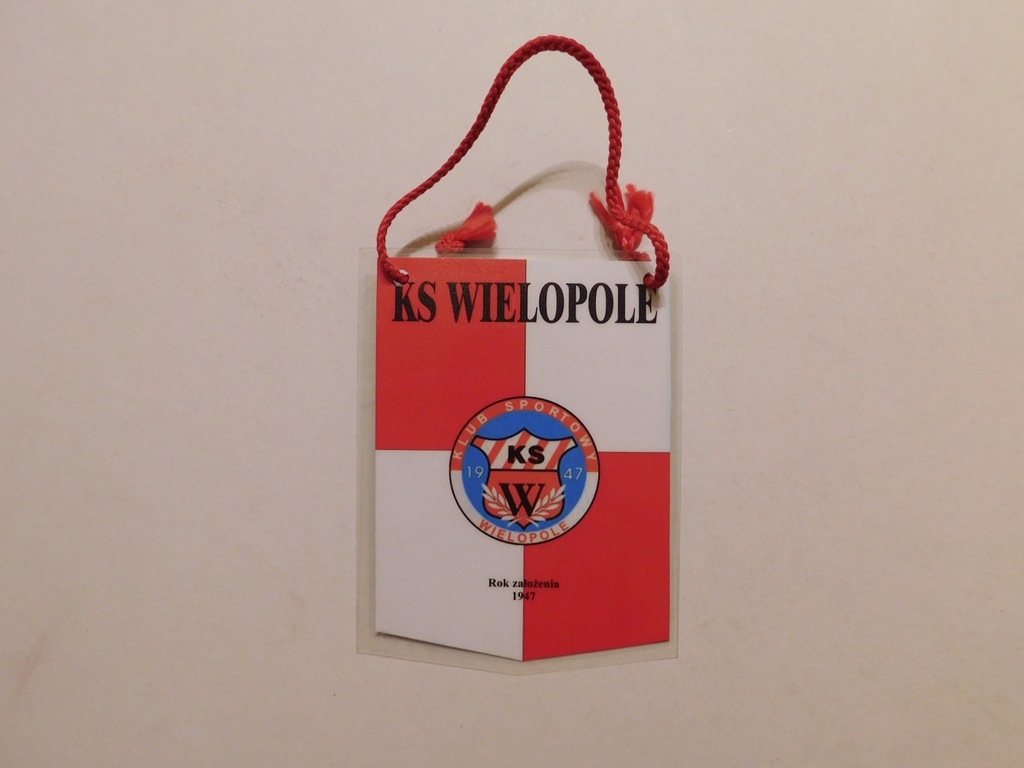 KS WIELOPOLE
KLUB SPORTOWY
KS
19 47
W
WIELOPOLE
Rok założenia
1947